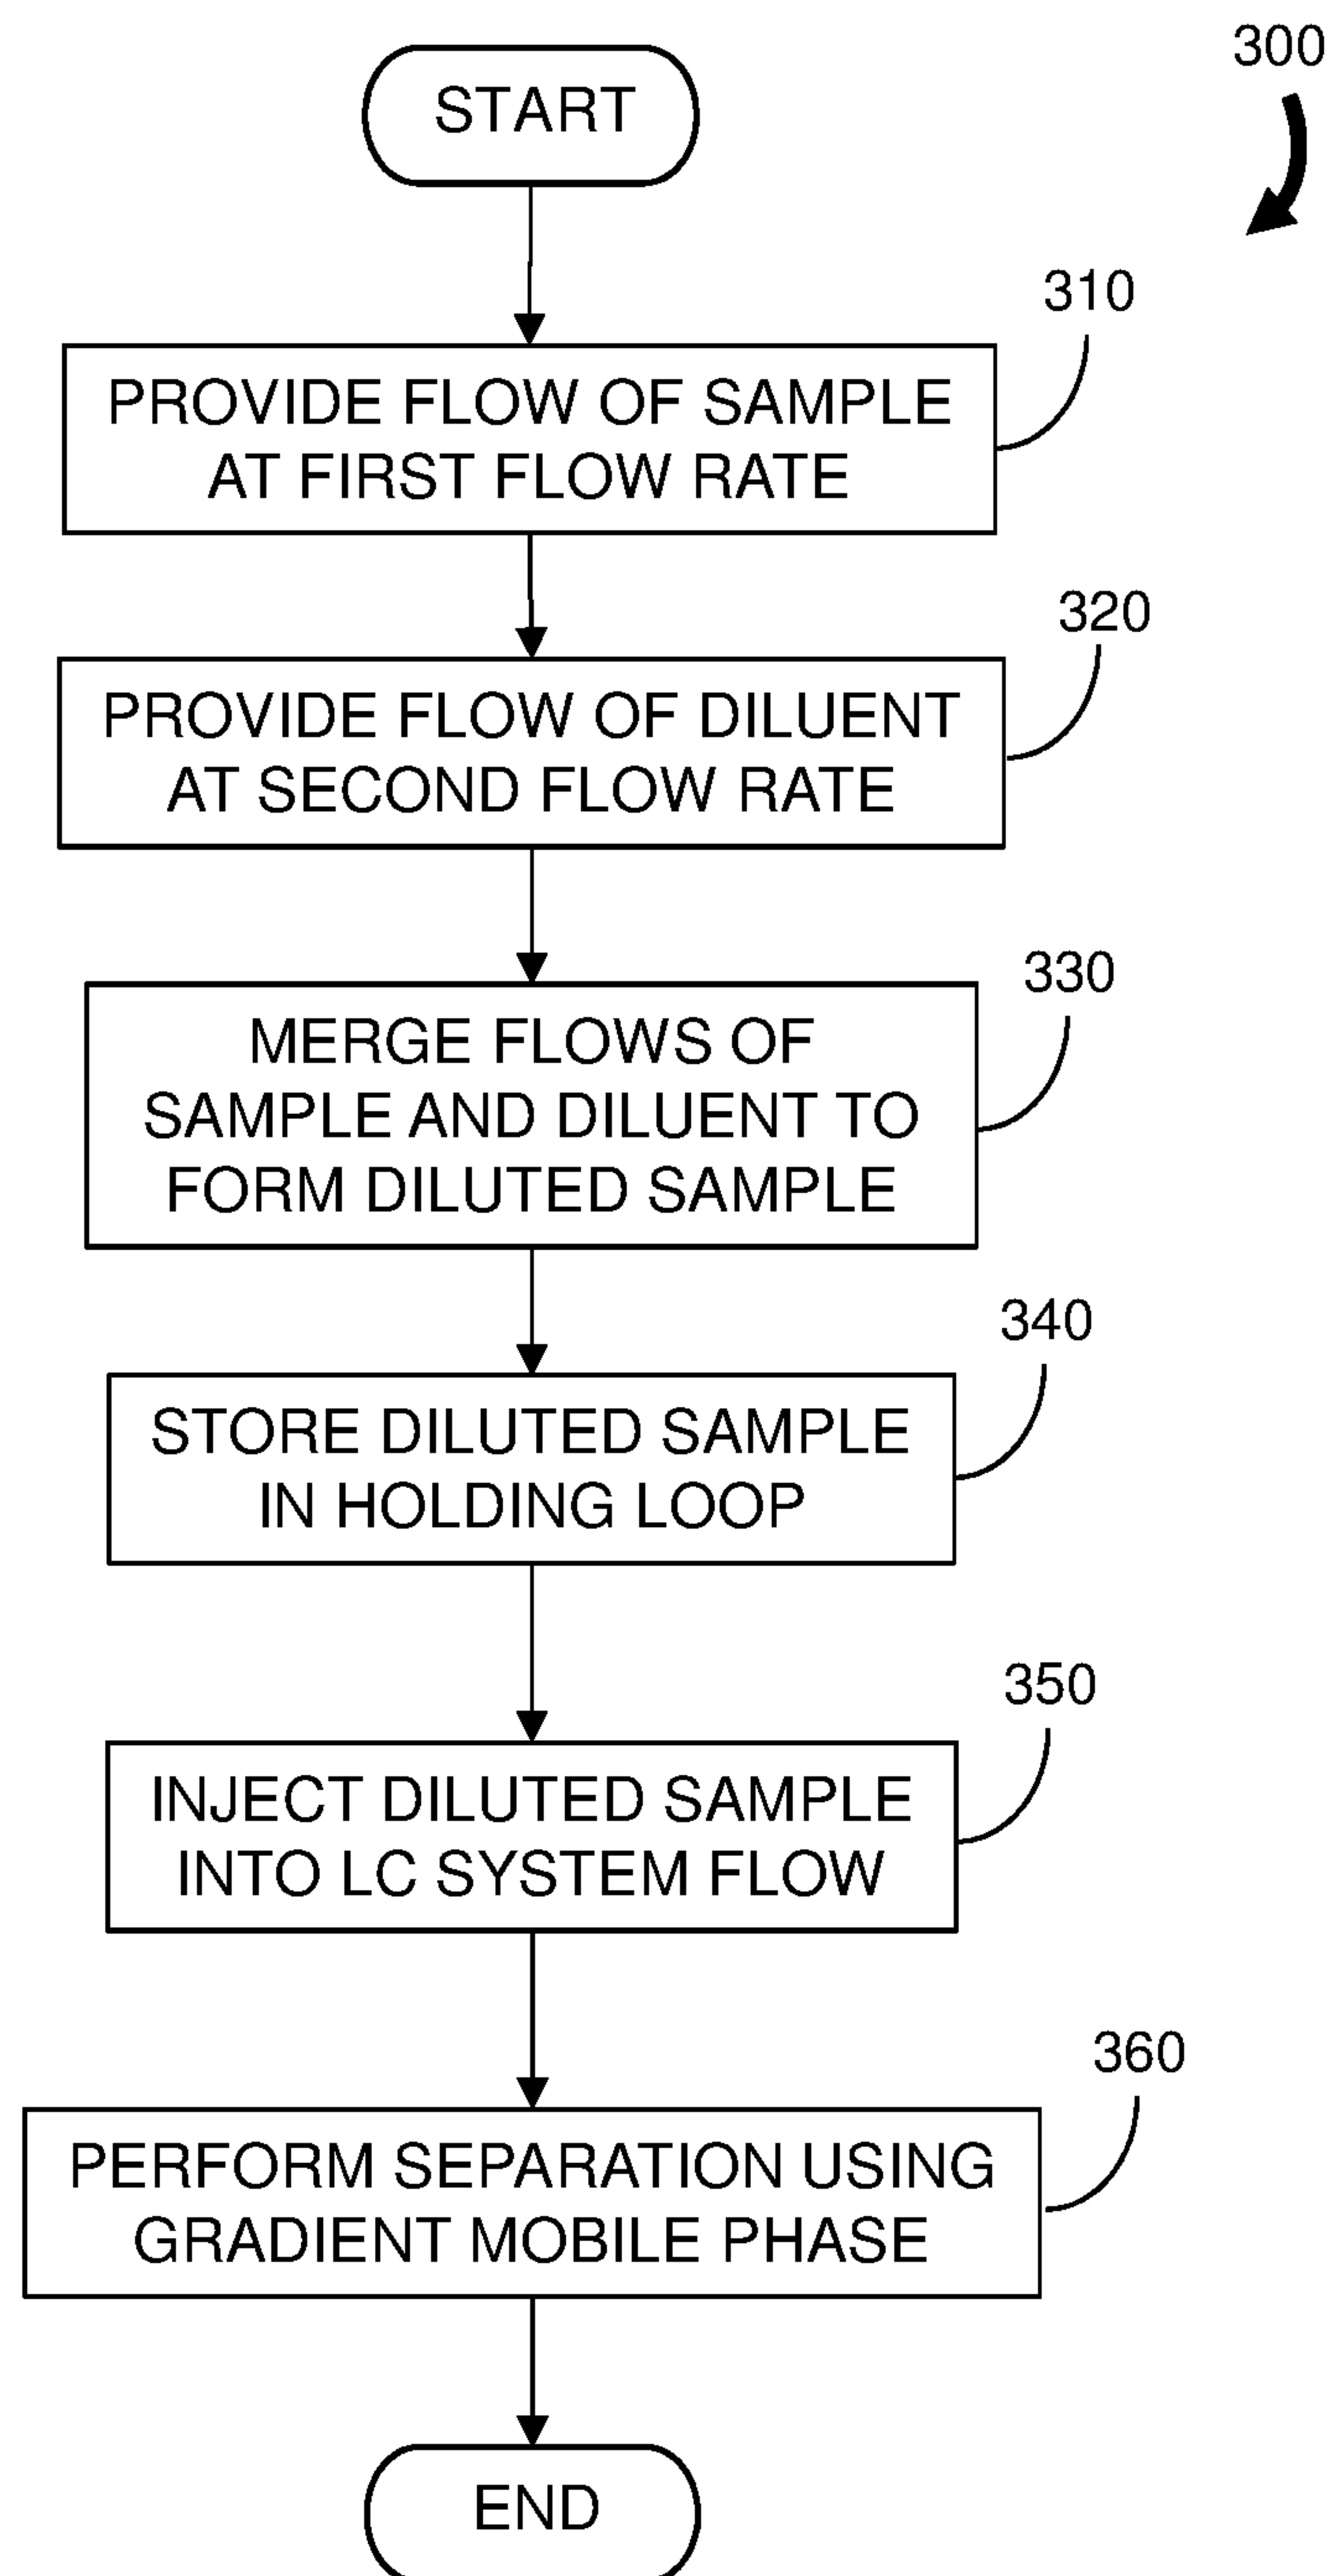 300
START
310
PROVIDE FLOW OF SAMPLE
AT FIRST FLOW RATE
320
PROVIDE FLOW OF DILUENT
AT SECOND FLOW RATE
330
MERGE FLOWS OF
SAMPLE AND DILUENT TO
FORM DILUTED SAMPLE
340
STORE DILUTED SAMPLE
IN HOLDING LOOP
350
INJECT DILUTED SAMPLE
INTO LC SYSTEM FLOW
360
PERFORM SEPARATION USING
GRADIENT MOBILE PHASE
END